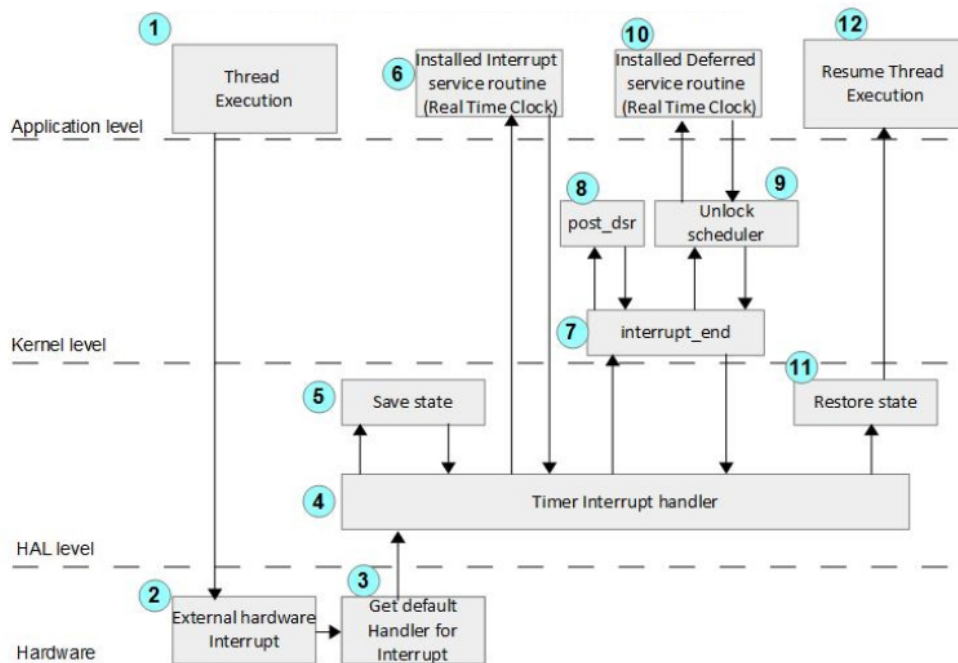 1
Thread
Execution
Application level
6
Installed Interrupt
service routine
(Real Time Clock)
10
Installed Deferred
service routine
(Real Time Clock)
12
Resume Thread
Execution
8
post_dsr
9
Unlock
scheduler
7
interrupt_end
Kernel level
5
Save state
11
Restore state
4
Timer Interrupt handler
HAL level
2
External hardware
Interrupt
3
Get default
Handler for
Interrupt
Hardware